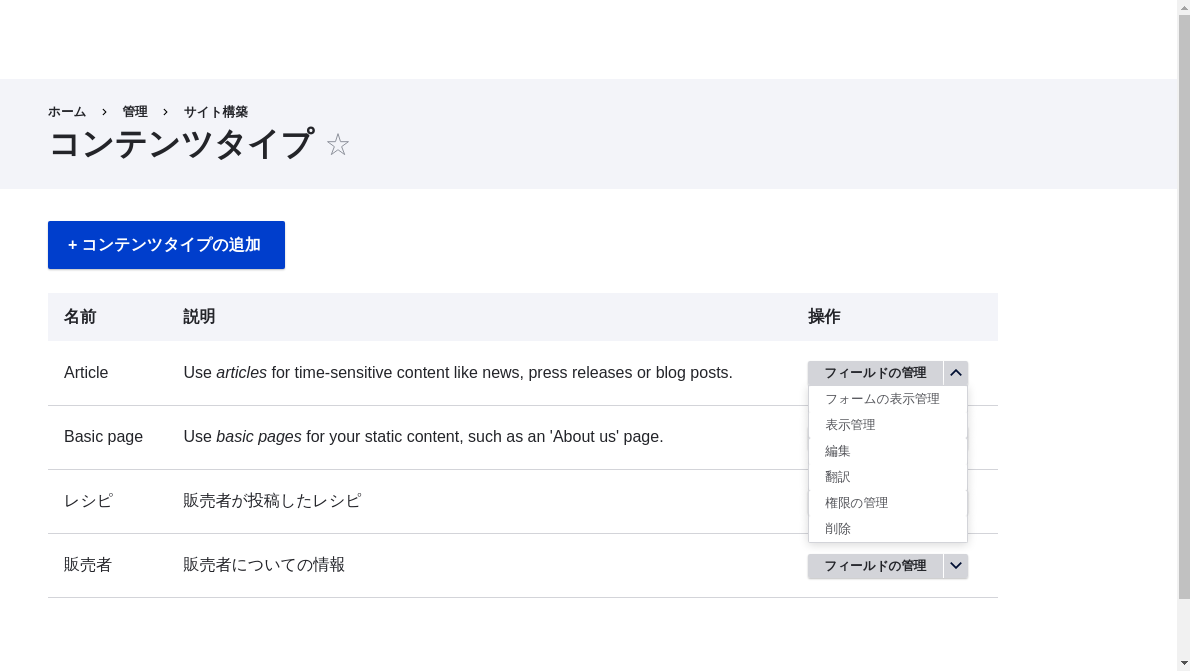 ホーム › 管理 › サイト構築
コンテンツタイプ ☆
+ コンテンツタイプの追加
名前 説明 操作
Article Use articles for time-sensitive content like news, press releases or blog posts. フィールドの管理
フォームの表示管理
表示管理
Basic page Use basic pages for your static content, such as an 'About us' page.
編集
翻訳
レシピ 販売者が投稿したレシピ
権限の管理
削除
販売者 販売者についての情報 フィールドの管理